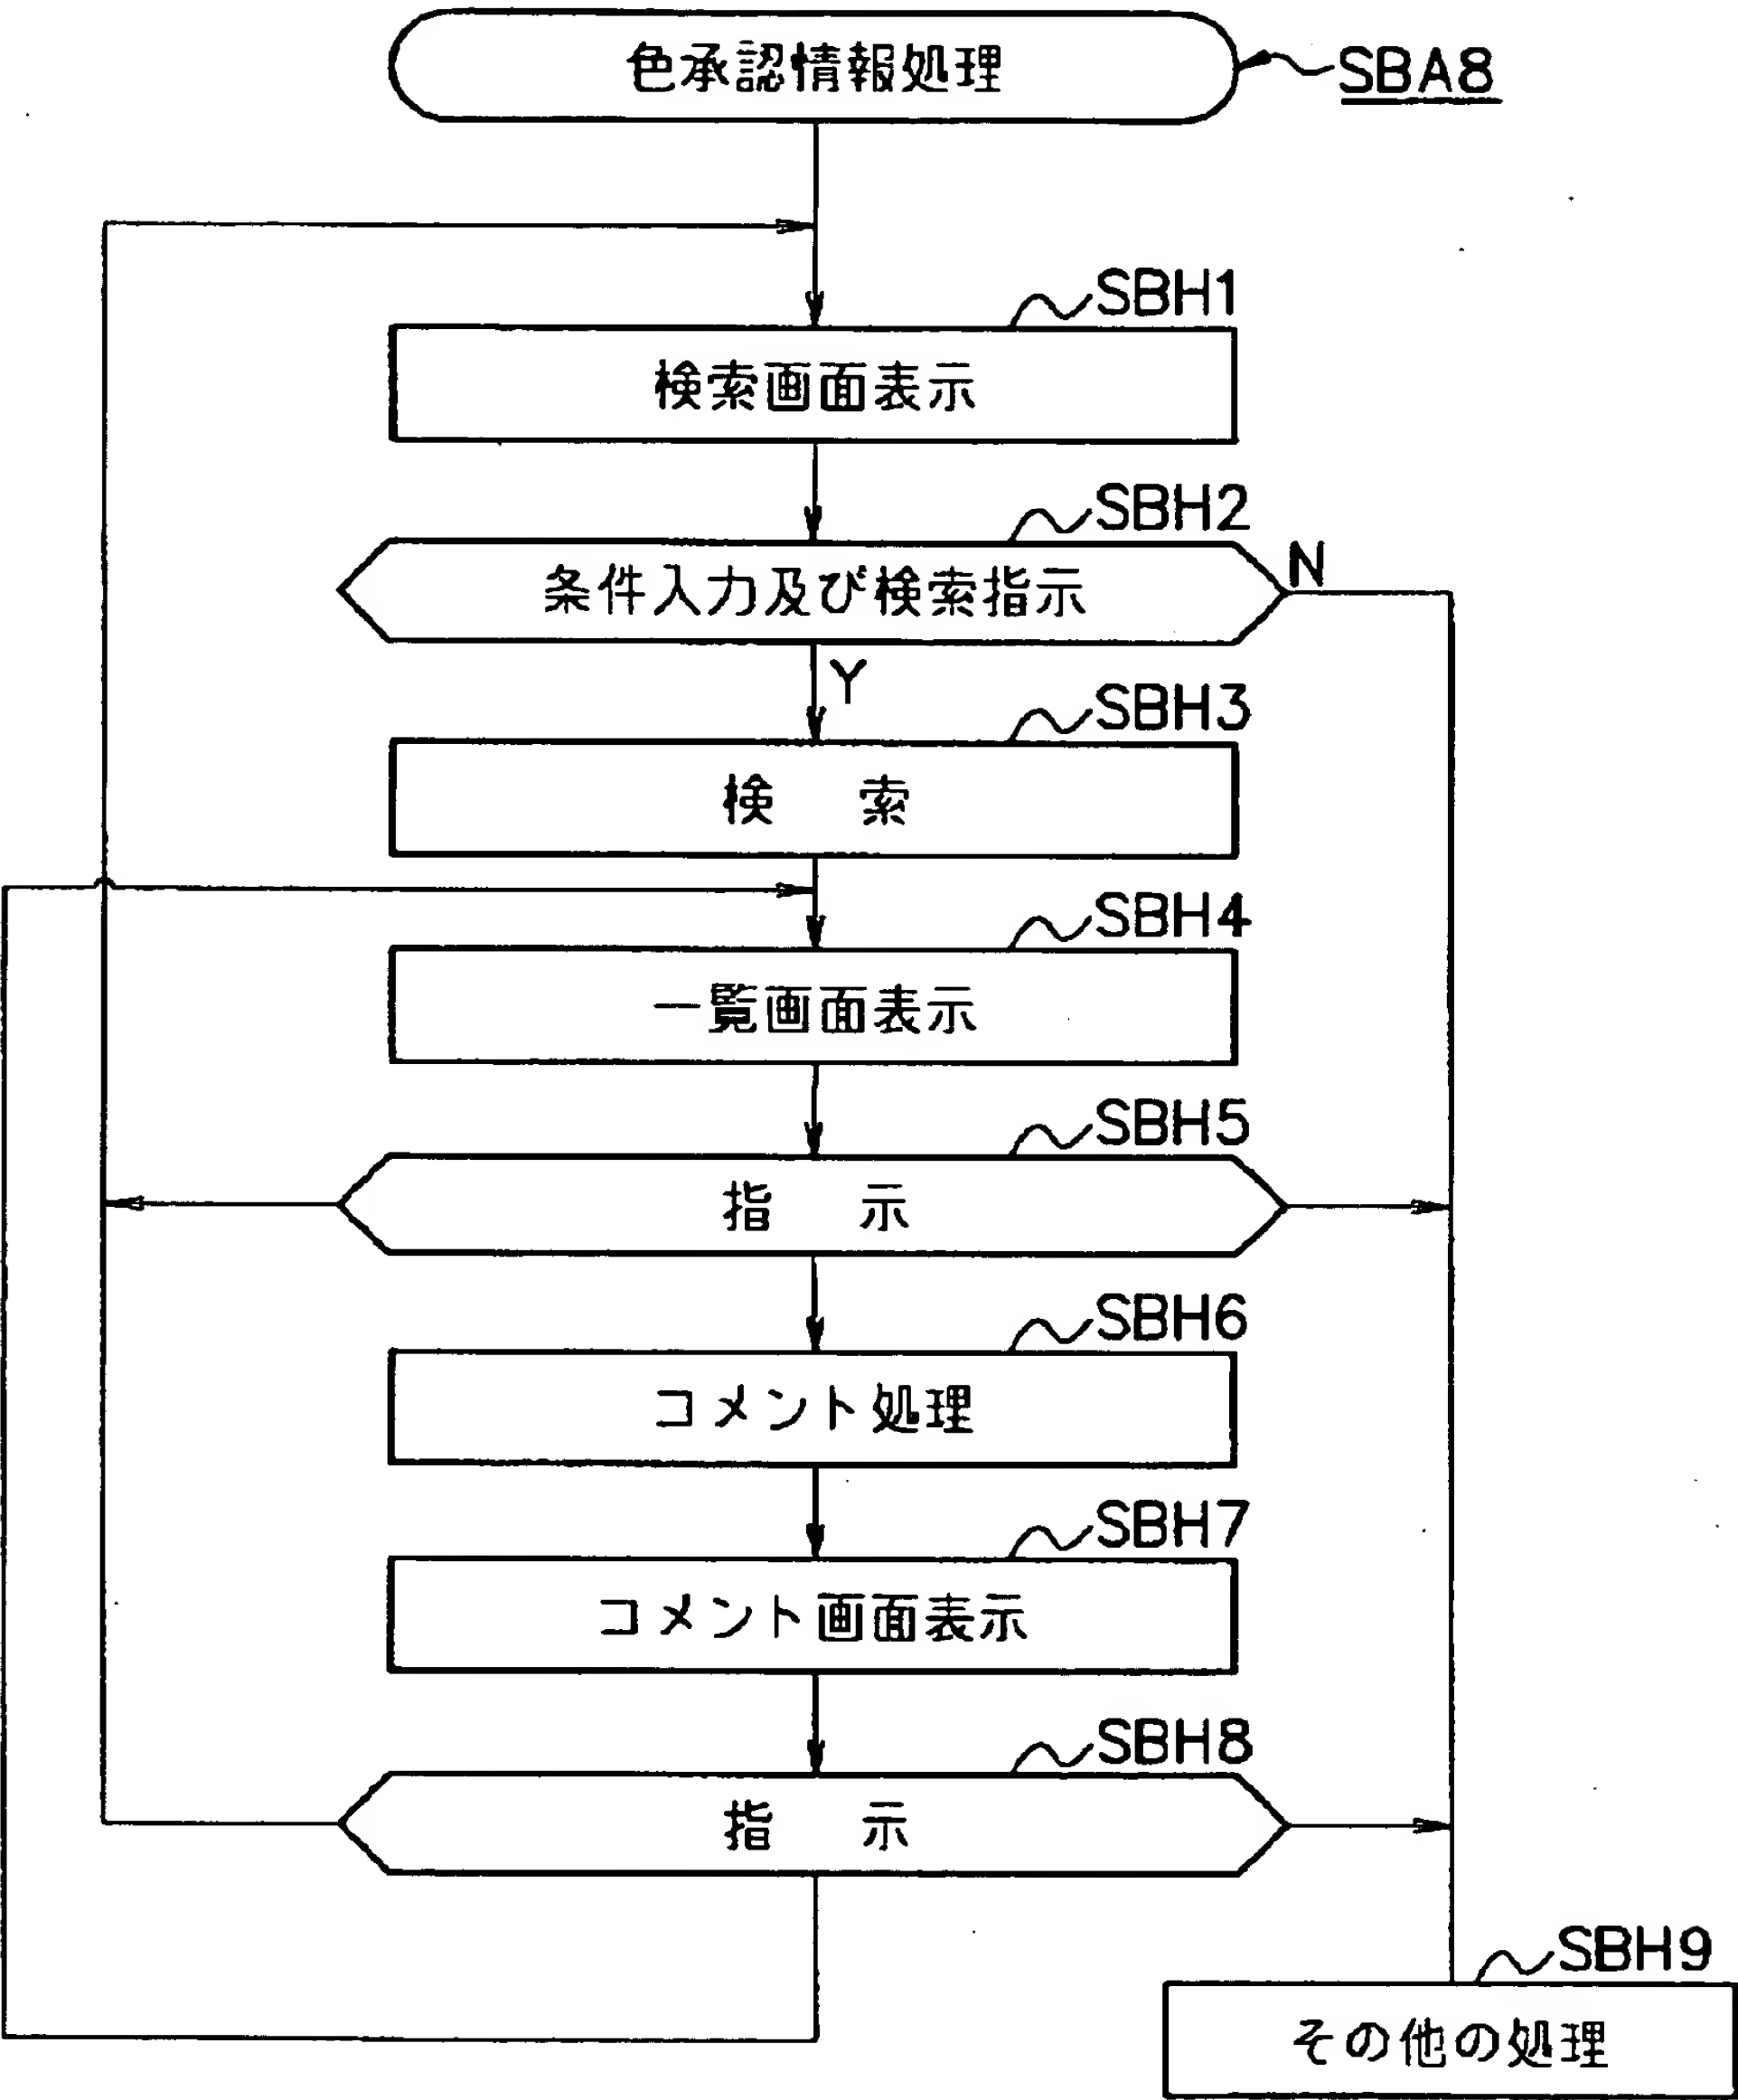 色承認情報処理
SBA8
SBH1
検索画面表示
SBH2
条件入力及び検索指示
N
Y
SBH3
検 索
SBH4
一覧画面表示
SBH5
指 示
SBH6
コメント処理
SBH7
コメント画面表示
SBH8
指 示
SBH9
その他の処理